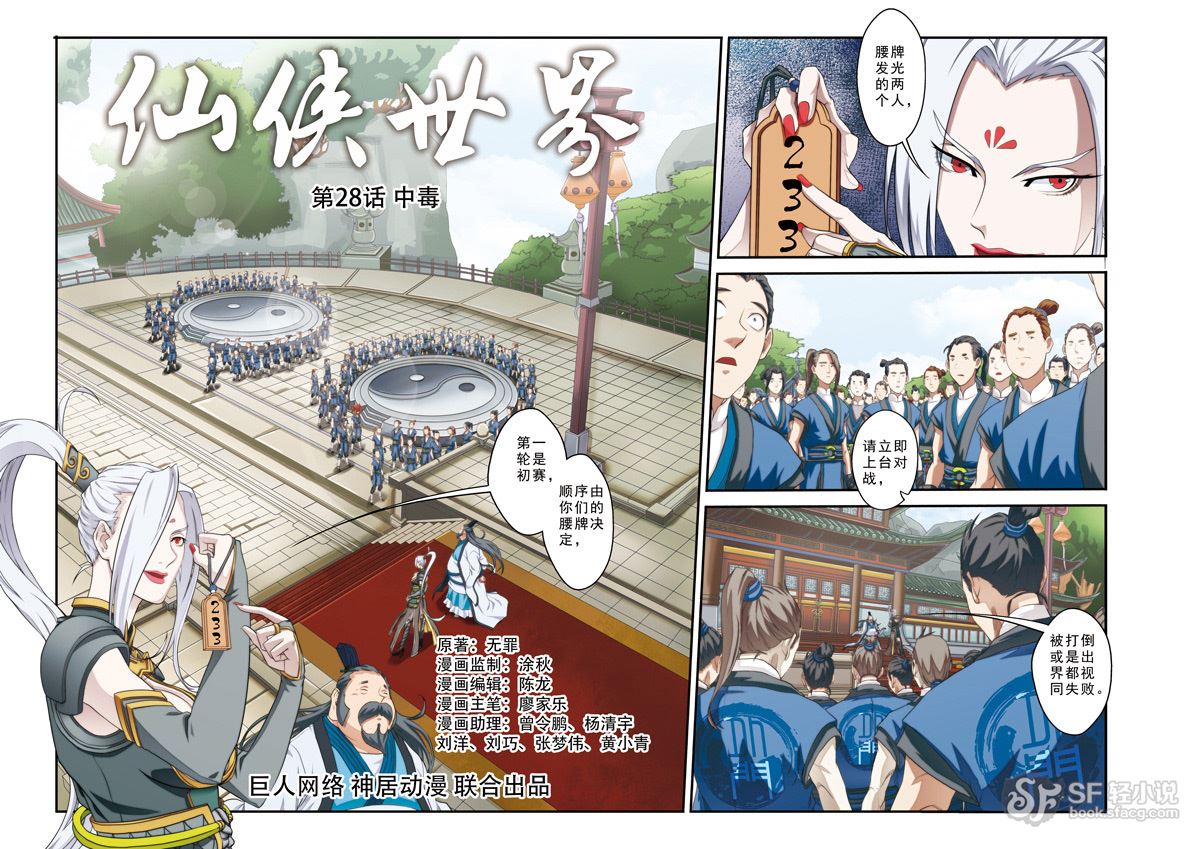 仙侠世界
第28话 中毒
第一
轮是
初赛，
顺序由
你们的
腰牌决
定，
233
原著：无罪
漫画监制：涂秋
漫画编辑：陈龙
漫画主笔：廖家乐
漫画助理：曾令鹏、杨清宇
刘洋、刘巧、张梦伟、黄小青
巨人网络 神居动漫 联合出品
腰牌
发光
的两
个人，
233
请立即
上台对
战，
被打倒
或是出
界都视
同失败。
SF轻小说
book.sfacg.com